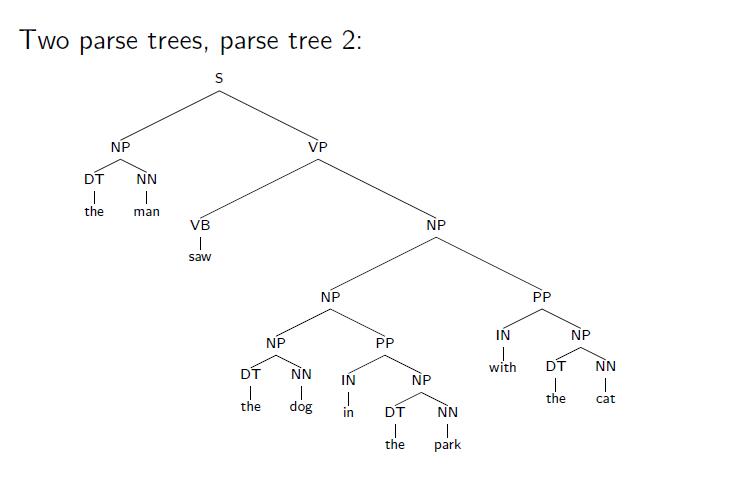 Two parse trees, parse tree 2:
S
NP VP
DT NN
the man
VB NP
saw
NP PP
IN NP
NP PP
with DT NN
DT NN IN NP
the cat
the dog in DT NN
the park